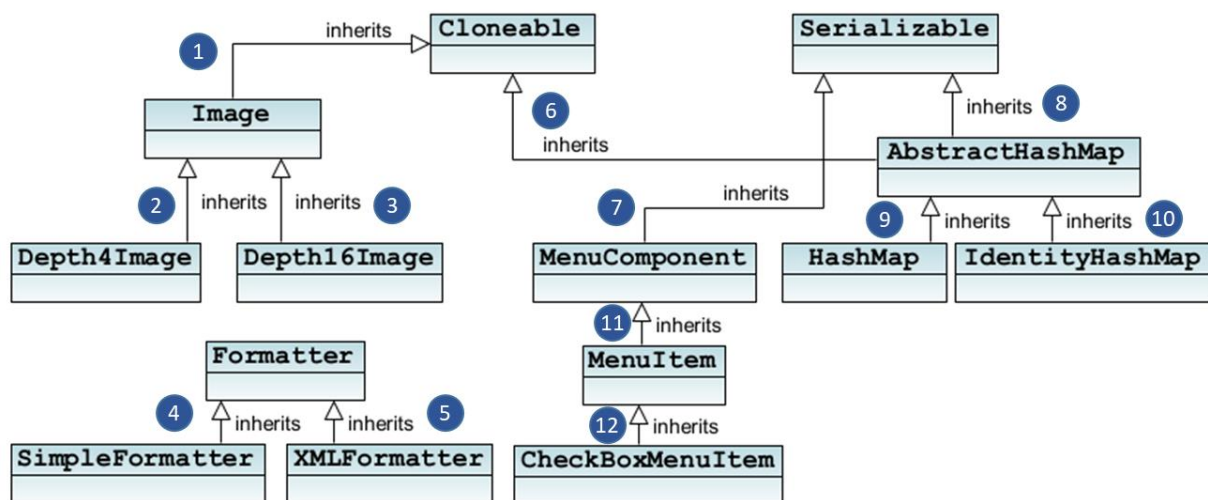 inherits
Cloneable
Serializable
1
6
inherits
8
Image
inherits
AbstractHashMap
2
inherits
inherits
3
7
inherits
9
inherits
inherits
10
Depth4Image
Depth16Image
MenuComponent
HashMap
IdentityHashMap
11
inherits
Formatter
MenuItem
4
inherits
inherits
5
12
inherits
SimpleFormatter
XMLFormatter
CheckBoxMenuItem